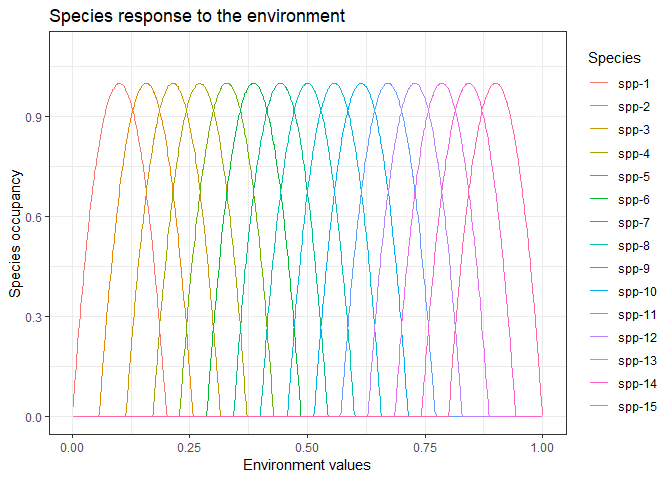 Species response to the environment
Species occupancy
0.9
0.6
0.3
0.0
0.00
0.25
0.50
0.75
1.00
Environment values
Species
spp-1
spp-2
spp-3
spp-4
spp-5
spp-6
spp-7
spp-8
spp-9
spp-10
spp-11
spp-12
spp-13
spp-14
spp-15